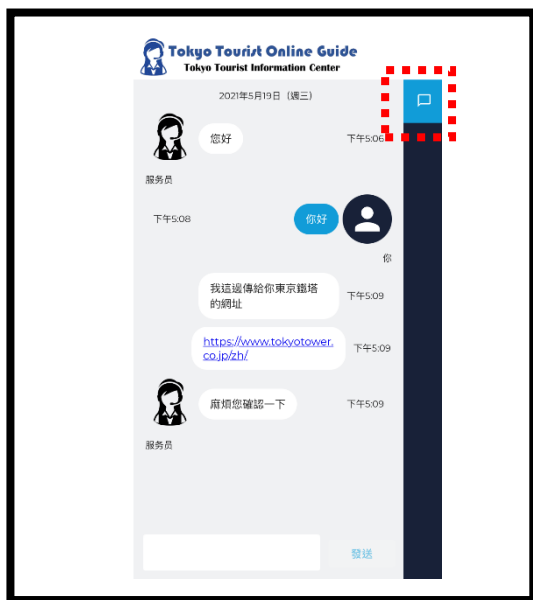 Tokyo Tourist Online Guide
Tokyo Tourist Information Center
2021年5月19日（週三）
您好
下午5:06
服务员
下午5:08
你好
你
我這邊傳給你東京鐵塔
的網址
下午5:09
https://www.tokyotower.
co.jp/zh/
下午5:09
麻煩您確認一下
下午5:09
服务员
發送